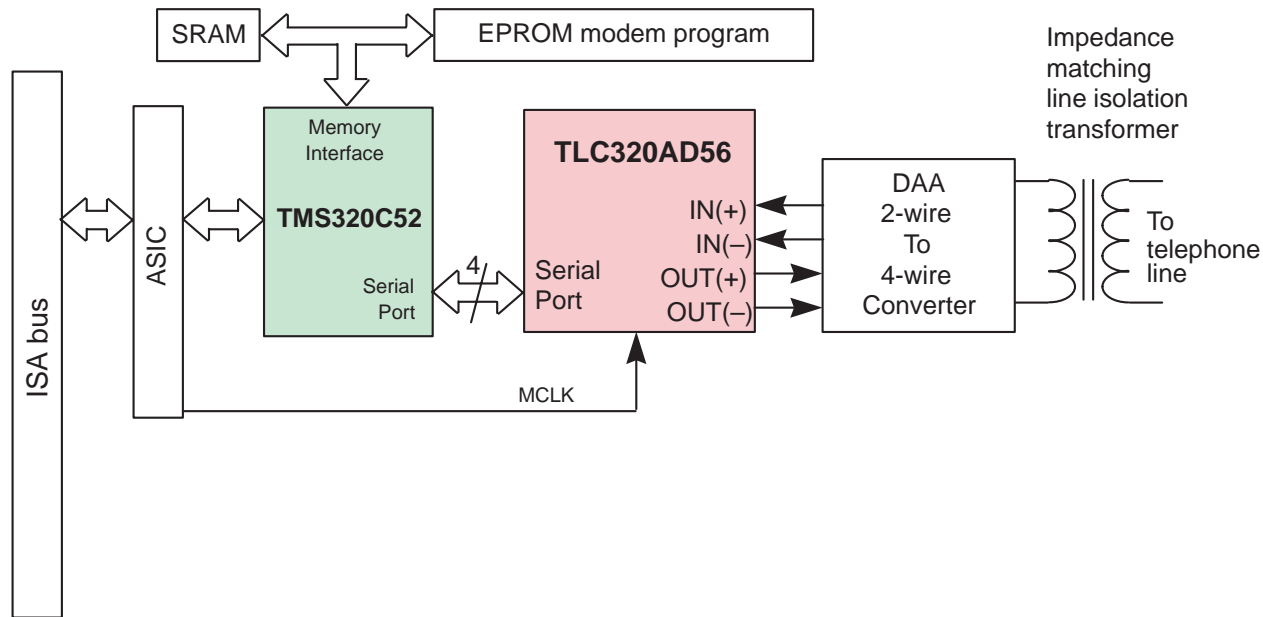 SRAM
EPROM modem program
Impedance
matching
line isolation
transformer
ISA bus
ASIC
Memory
Interface
TMS320C52
Serial
Port
4
TLC320AD56
Serial
Port
IN(+)
IN(–)
OUT(+)
OUT(–)
DAA
2-wire
To
4-wire
Converter
To
telephone
line
MCLK